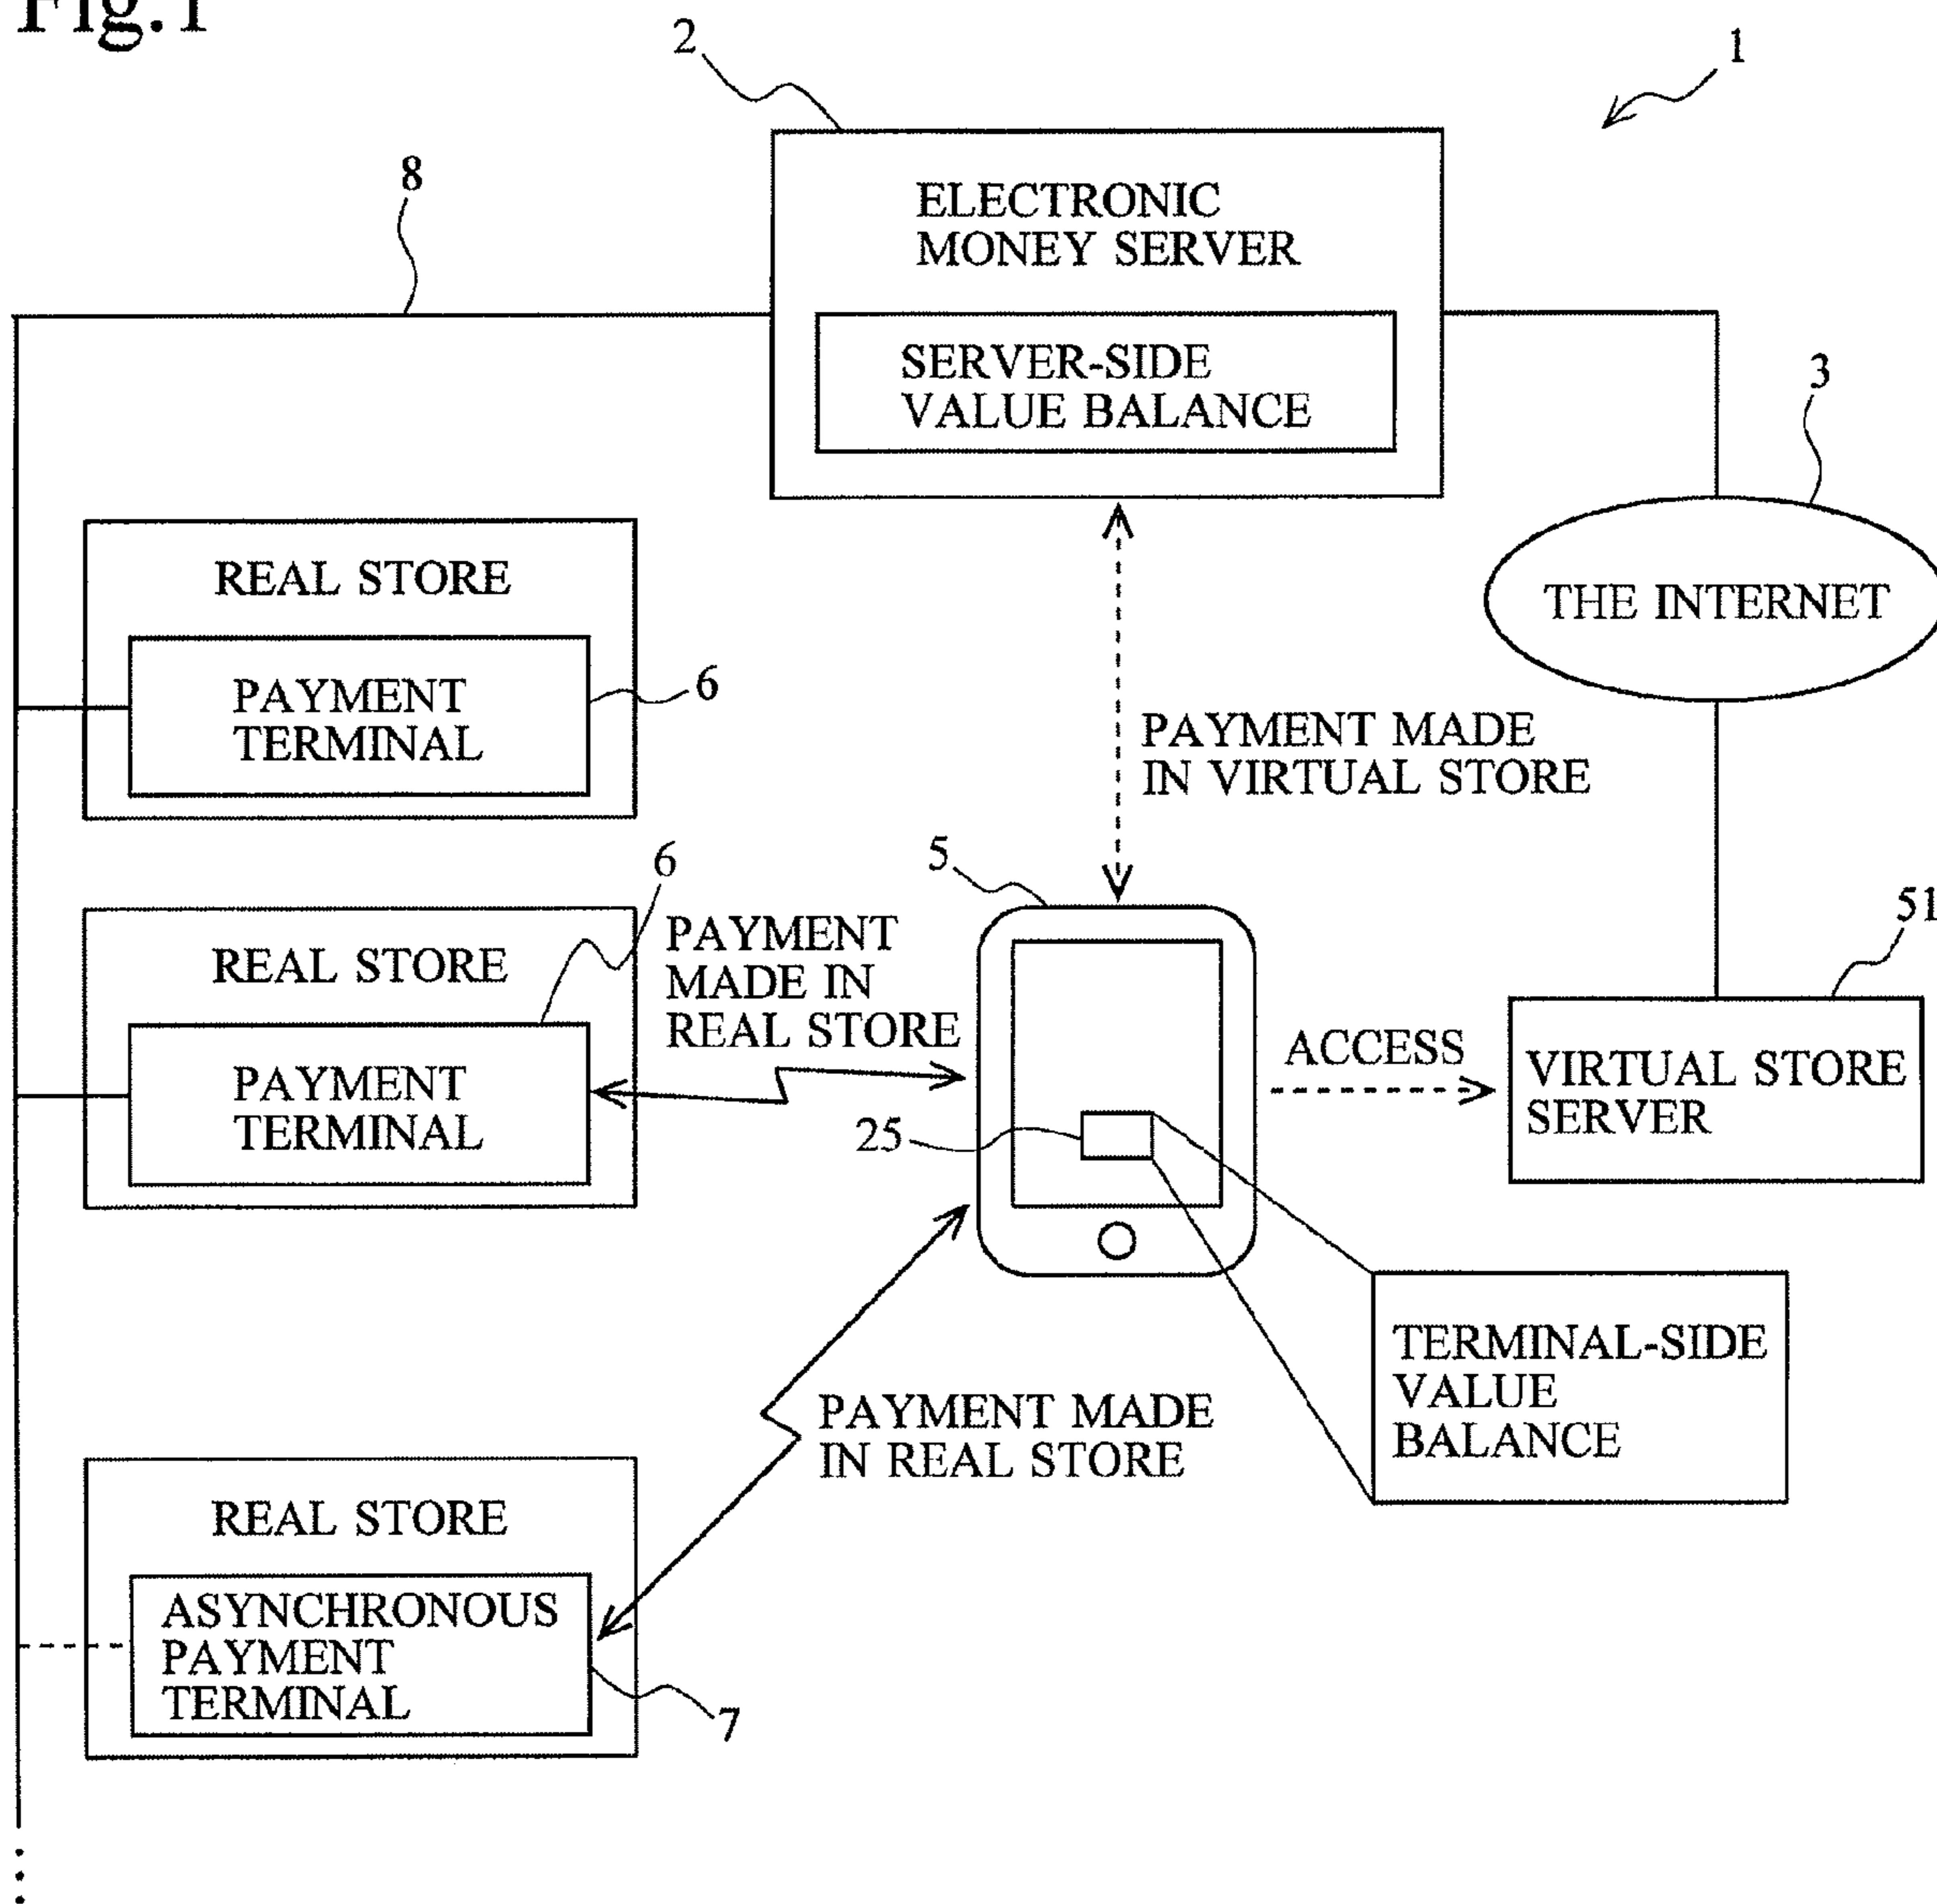 Fig.1
2
1
8
ELECTRONIC
MONEY SERVER
SERVER-SIDE
VALUE BALANCE
3
REAL STORE
THE INTERNET
PAYMENT
TERMINAL
6
PAYMENT MADE
IN VIRTUAL STORE
6
5
51
REAL STORE
PAYMENT
MADE IN
REAL STORE
PAYMENT
TERMINAL
ACCESS
VIRTUAL STORE
SERVER
25
TERMINAL-SIDE
VALUE
BALANCE
PAYMENT MADE
IN REAL STORE
REAL STORE
ASYNCHRONOUS
PAYMENT
TERMINAL
7